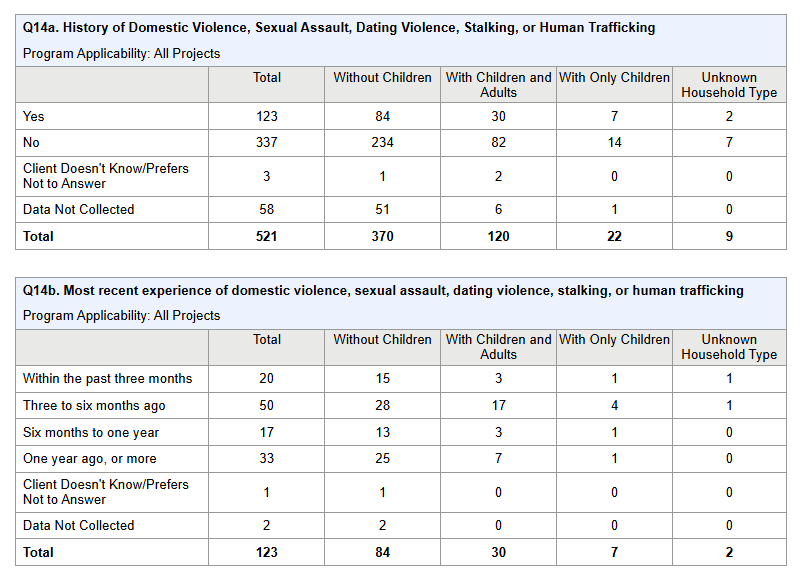 Q14a. History of Domestic Violence, Sexual Assault, Dating Violence, Stalking, or Human Trafficking
Program Applicability: All Projects
Total Without Children With Children and Adults With Only Children Unknown Household Type
Yes 123 84 30 7 2
No 337 234 82 14 7
Client Doesn't Know/Prefers Not to Answer 3 1 2 0 0
Data Not Collected 58 51 6 1 0
Total 521 370 120 22 9
Q14b. Most recent experience of domestic violence, sexual assault, dating violence, stalking, or human trafficking
Program Applicability: All Projects
Total Without Children With Children and Adults With Only Children Unknown Household Type
Within the past three months 20 15 3 1 1
Three to six months ago 50 28 17 4 1
Six months to one year 17 13 3 1 0
One year ago, or more 33 25 7 1 0
Client Doesn't Know/Prefers Not to Answer 1 1 0 0 0
Data Not Collected 2 2 0 0 0
Total 123 84 30 7 2